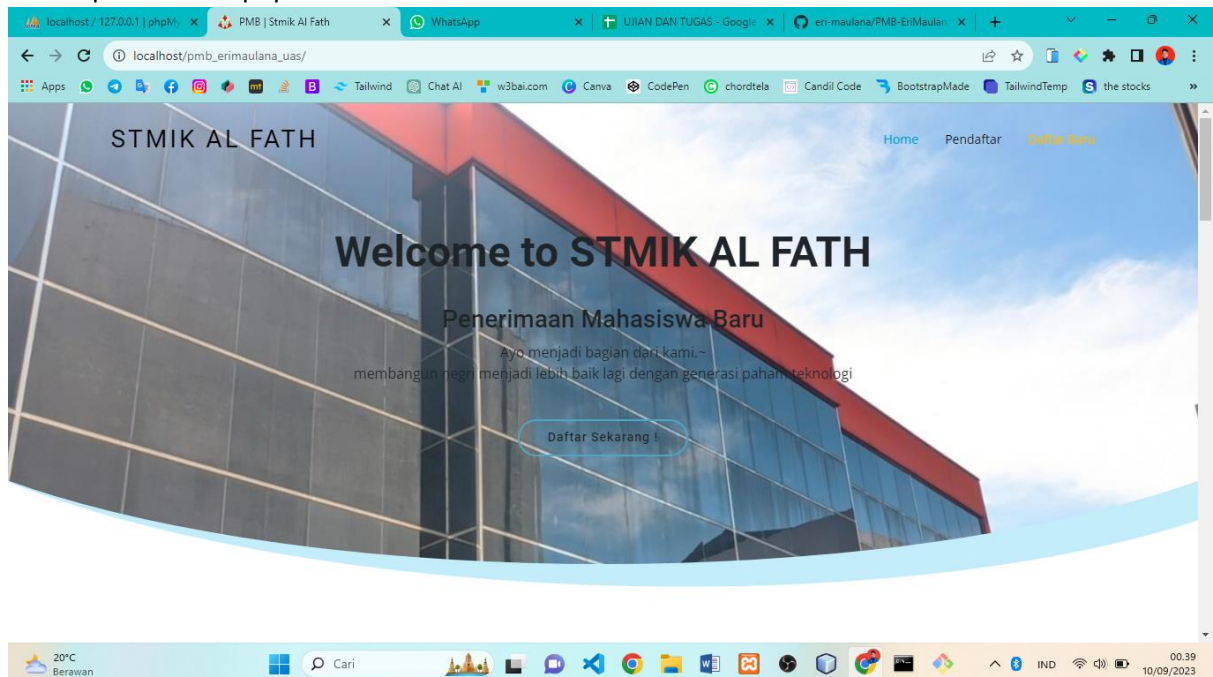 localhost / 127.0.0.1 | phpMy
PMB | Stmik Al Fath
WhatsApp
UJIAN DAN TUGAS - Google
eri-maulana/PMB-EriMaulan
localhost/pmb_erimaulana_uas/
Apps
Tailwind
Chat AI
w3bai.com
Canva
CodePen
chordtela
Candil Code
BootstrapMade
TailwindTemp
the stocks
STMIK AL FATH
Home
Pendaftar
Daftar Baru
Welcome to STMIK AL FATH
Penerimaan Mahasiswa Baru
Ayo menjadi bagian dari kami,~
membangun negri menjadi lebih baik lagi dengan generasi paham teknologi
Daftar Sekarang !
20°C
Berawan
Cari
IND
00.39
10/09/2023